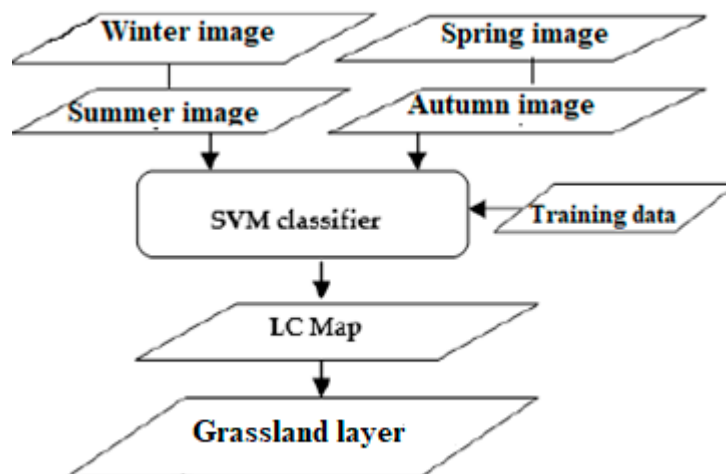 Winter image
Spring image
Summer image
Autumn image
SVM classifier
Training data
LC Map
Grassland layer